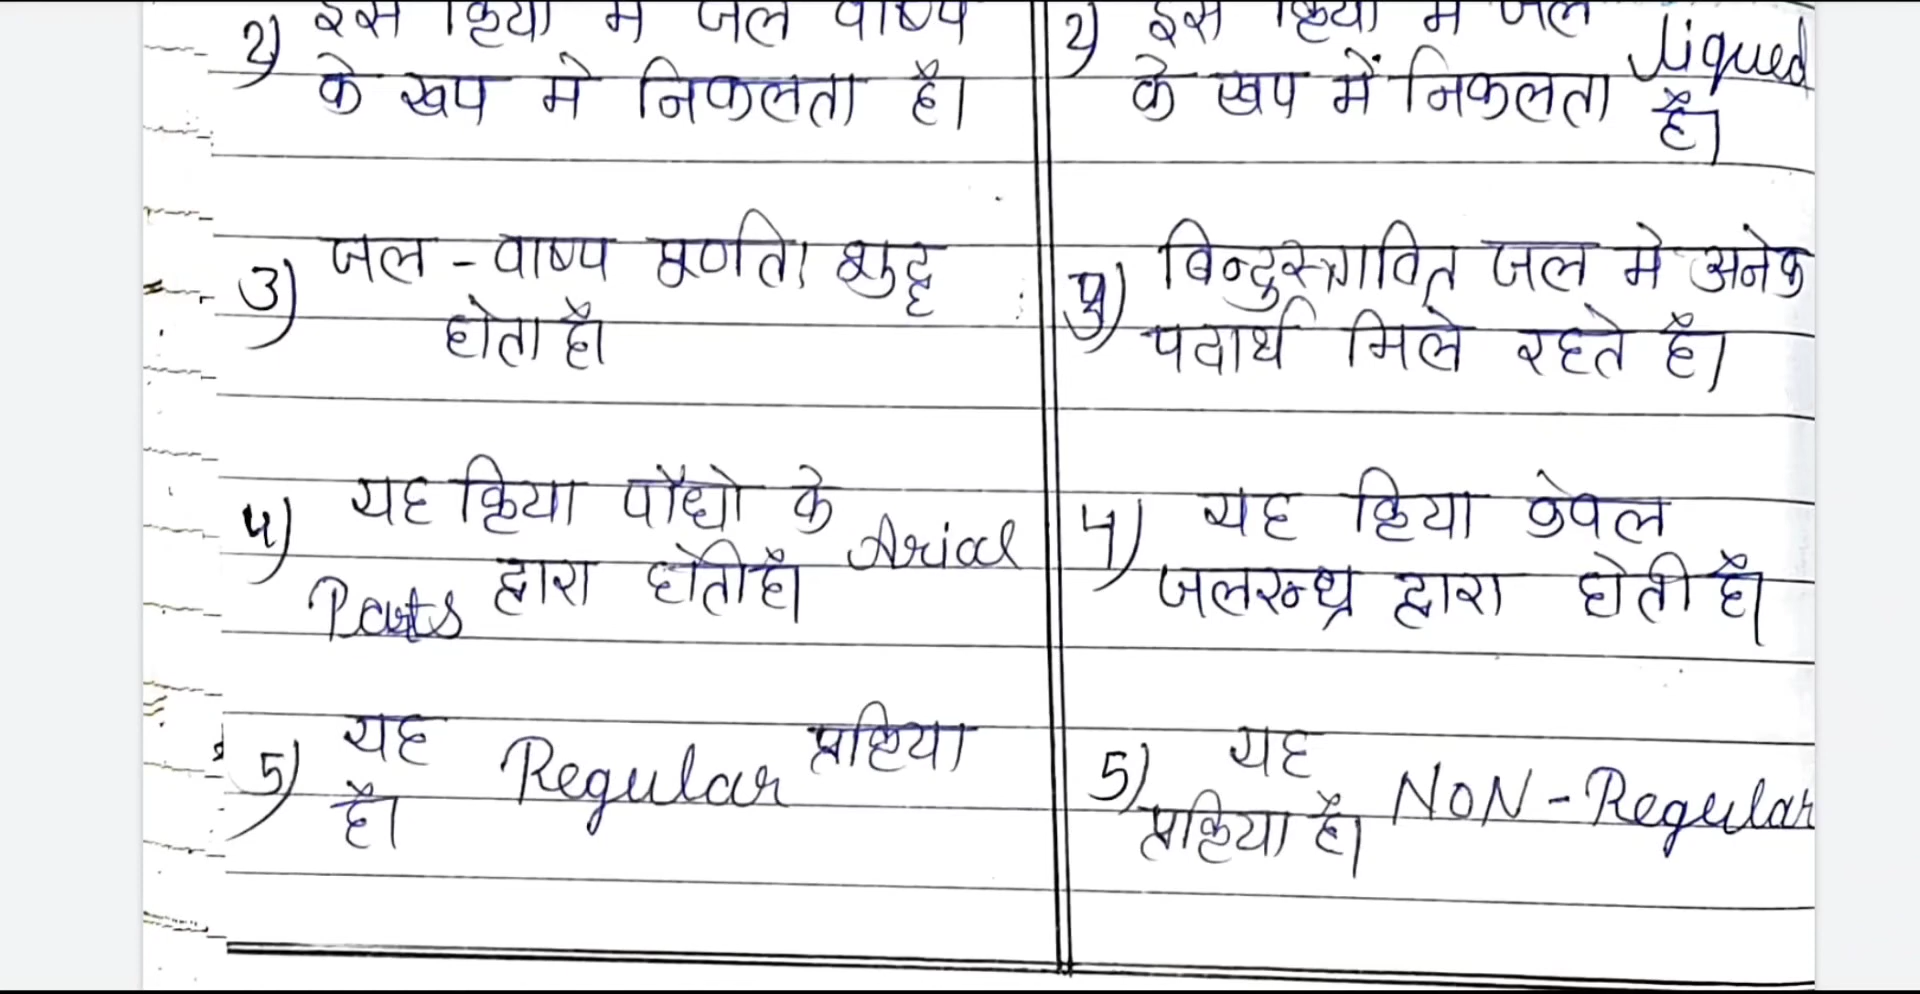 2) इस क्रिया में जल वाष्प
के रूप मे निकलता है।
3) जल - वाष्प पूर्णतः शुद्ध
होता है।
4) यह क्रिया पौधो के Arial
Parts द्वारा होती है।
5) यह Regular प्रक्रिया
है।
2) इस क्रिया में जल liqued
के रूप में निकलता है।
3) बिन्दुस्त्रावित जल मे अनेक
पदार्थ मिले रहते है।
4) यह क्रिया केवल
जलरन्ध्र द्वारा होती है।
5) यह NON-Regular
प्रक्रिया है।